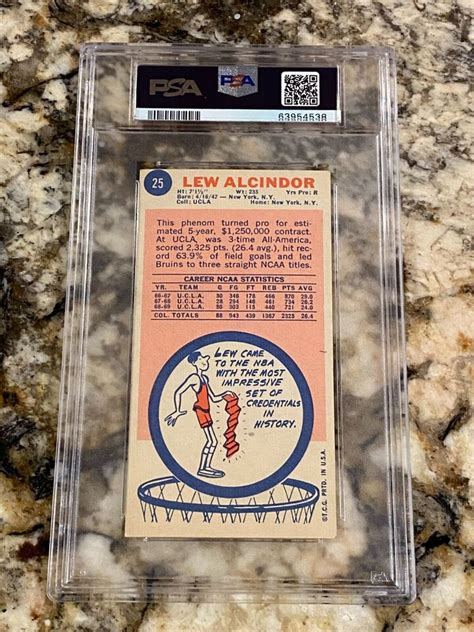 PSA
63954538
25
LEW ALCINDOR
Ht: 7'1½" Wt: 235 Yrs Pro: R
Born: 4/16/47 — New York, N.Y.
Coll: UCLA Home: New York, N.Y.
This phenom turned pro for esti-
mated 5-year, $1,250,000 contract.
At UCLA, was 3-time All-America,
scored 2,325 pts. (26.4 avg.), hit rec-
ord 63.9% of field goals and led
Bruins to three straight NCAA titles.
CAREER NCAA STATISTICS
YR. TEAM G FG FT REB PTS AVG
66-67 U.C.L.A. 30 346 178 466 870 29.0
67-68 U.C.L.A. 28 294 146 461 734 26.2
68-69 U.C.L.A. 30 303 115 440 721 24.0
COL. TOTALS 88 943 439 1367 2325 26.4
LEW CAME
TO THE NBA
WITH THE MOST
IMPRESSIVE
SET OF
CREDENTIALS
IN
HISTORY.
©T.C.G. PRTD. IN U.S.A.
PSA